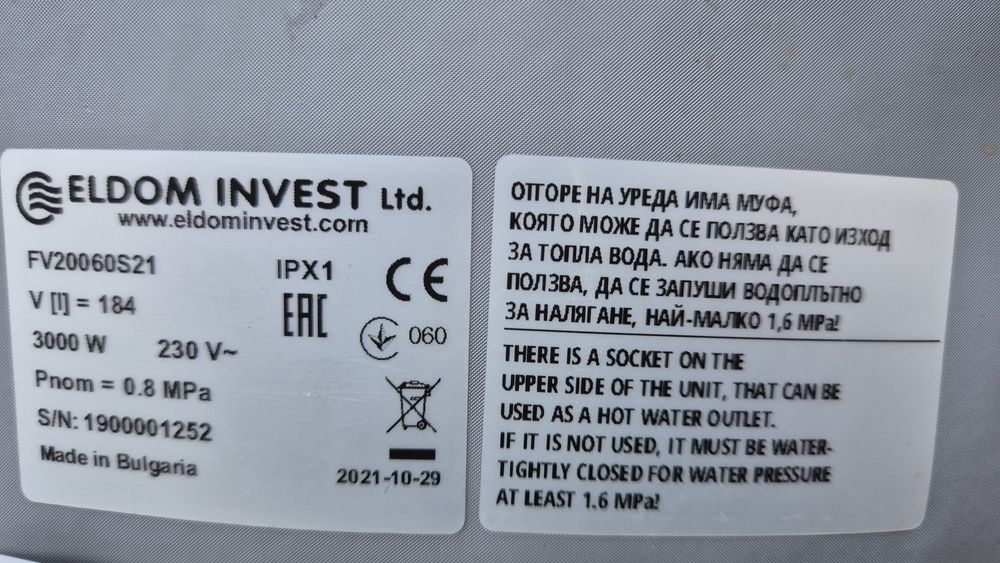 ELDOM INVEST Ltd.
www.eldominvest.com
FV20060S21
IPX1
CE
V [l] = 184
EAC
3000 W 230 V~
060
Pnom = 0.8 MPa
S/N: 1900001252
Made in Bulgaria
2021-10-29
ОТГОРЕ НА УРЕДА ИМА МУФА,
КОЯТО МОЖЕ ДА СЕ ПОЛЗВА КАТО ИЗХОД
ЗА ТОПЛА ВОДА. АКО НЯМА ДА СЕ
ПОЛЗВА, ДА СЕ ЗАПУШИ ВОДОПЛЪТНО
ЗА НАЛЯГАНЕ, НАЙ-МАЛКО 1,6 MPa!
THERE IS A SOCKET ON THE
UPPER SIDE OF THE UNIT, THAT CAN BE
USED AS A HOT WATER OUTLET.
IF IT IS NOT USED, IT MUST BE WATER-
TIGHTLY CLOSED FOR WATER PRESSURE
AT LEAST 1.6 MPa!